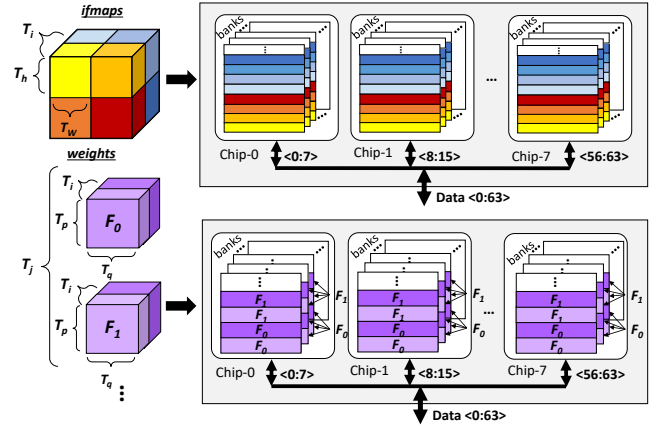 ifmaps
T_i
T_h
T_w
banks
⋮
...
banks
⋮
...
...
banks
⋮
...
Chip-0 <0:7>
Chip-1 <8:15>
Chip-7 <56:63>
Data <0:63>
weights
T_j
T_i
T_p
F_0
T_q
T_i
T_p
F_1
T_q
⋮
banks
...
⋮
F_1
F_1
F_0
F_0
F_1
F_0
banks
...
⋮
F_1
F_1
F_0
F_0
F_1
F_0
...
banks
...
⋮
F_1
F_1
F_0
F_0
F_1
F_0
Chip-0 <0:7>
Chip-1 <8:15>
Chip-7 <56:63>
Data <0:63>